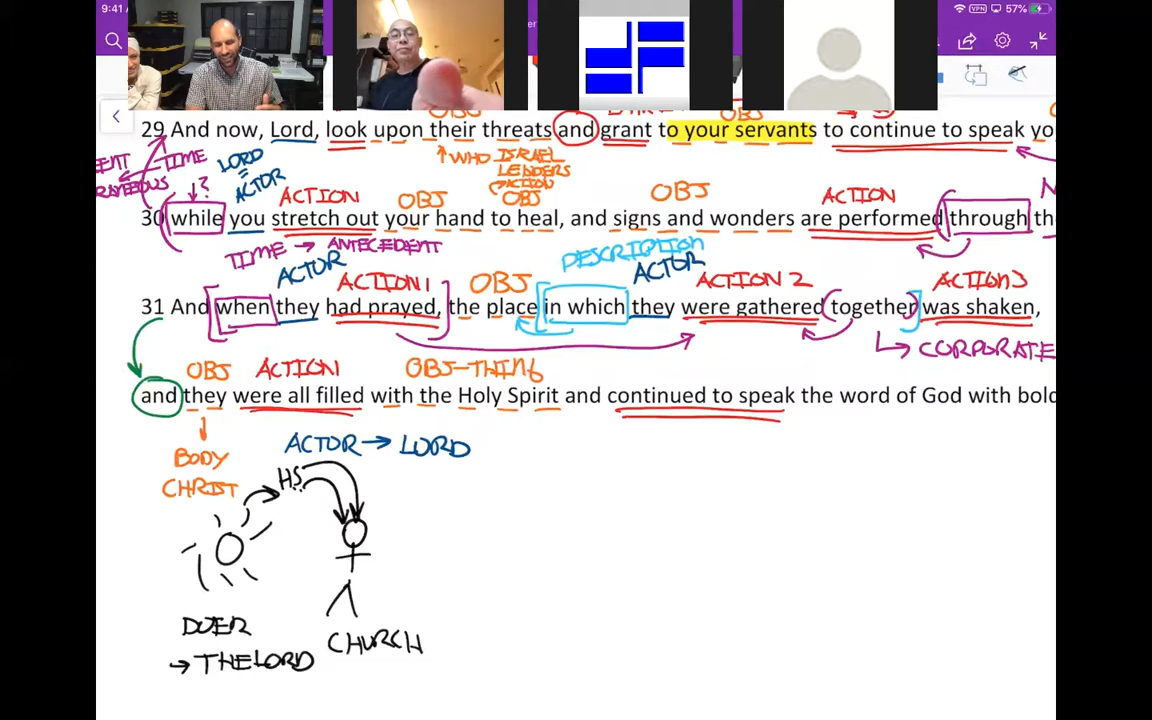 9:41
VPN 57%
29 And now, Lord, look upon their threats and grant to your servants to continue to speak yo
TIME
LORD
=
ACTOR
WHO ISRAEL
LEADERS
ACTION
OBJ
?
ACTION OBJ OBJ ACTION
30 while you stretch out your hand to heal, and signs and wonders are performed through th
TIME → ANTECEDENT
DESCRIPTION
ACTOR ACTION 1 OBJ ACTOR ACTION 2 ACTION 3
31 And when they had prayed, the place in which they were gathered together was shaken,
CORPORATE
OBJ ACTION OBJ-THING
and they were all filled with the Holy Spirit and continued to speak the word of God with bold
BODY
CHRIST
ACTOR → LORD
HS
DOER
→ THE LORD
CHURCH